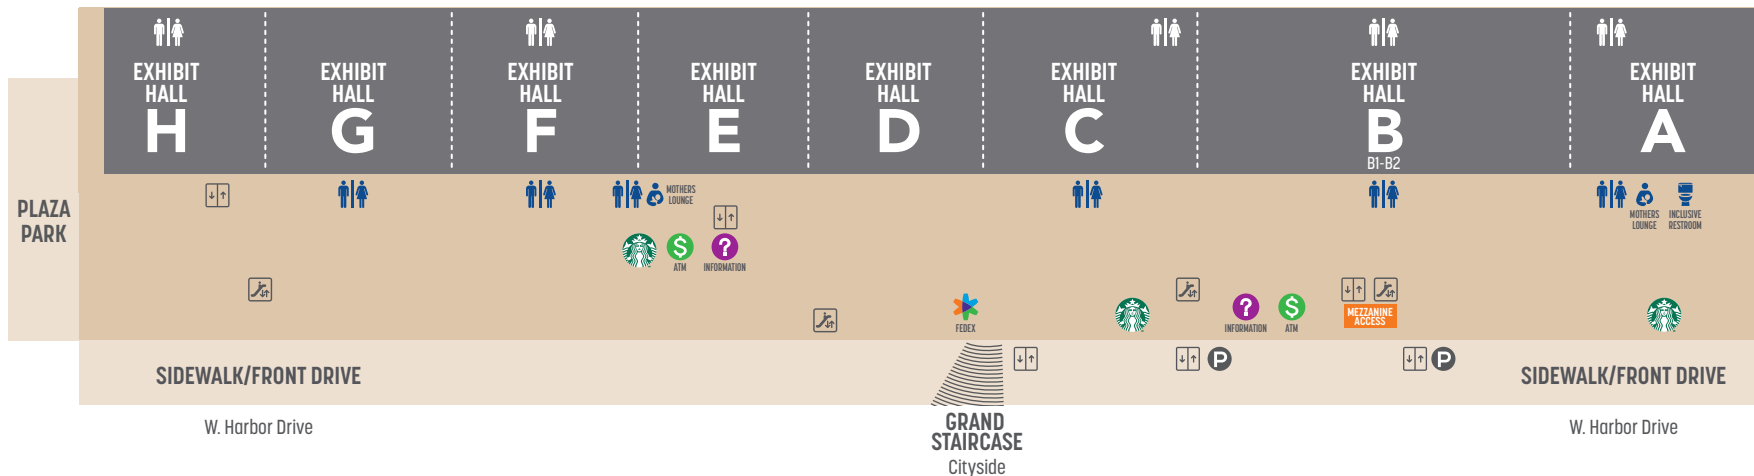 EXHIBIT
HALL
H
EXHIBIT
HALL
G
EXHIBIT
HALL
F
EXHIBIT
HALL
E
EXHIBIT
HALL
D
EXHIBIT
HALL
C
EXHIBIT
HALL
B
B1-B2
EXHIBIT
HALL
A
PLAZA
PARK
MOTHERS
LOUNGE
$
ATM
?
INFORMATION
MOTHERS
LOUNGE
INCLUSIVE
RESTROOM
FEDEX
?
INFORMATION
$
ATM
MEZZANINE
ACCESS
P
P
SIDEWALK/FRONT DRIVE
SIDEWALK/FRONT DRIVE
W. Harbor Drive
GRAND
STAIRCASE
Cityside
W. Harbor Drive